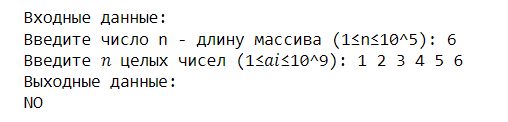 Входные данные:
Введите число n - длину массива (1≤n≤10^5): 6
Введите 𝑛 целых чисел (1≤𝑎𝑖≤10^9): 1 2 3 4 5 6
Выходные данные:
NO